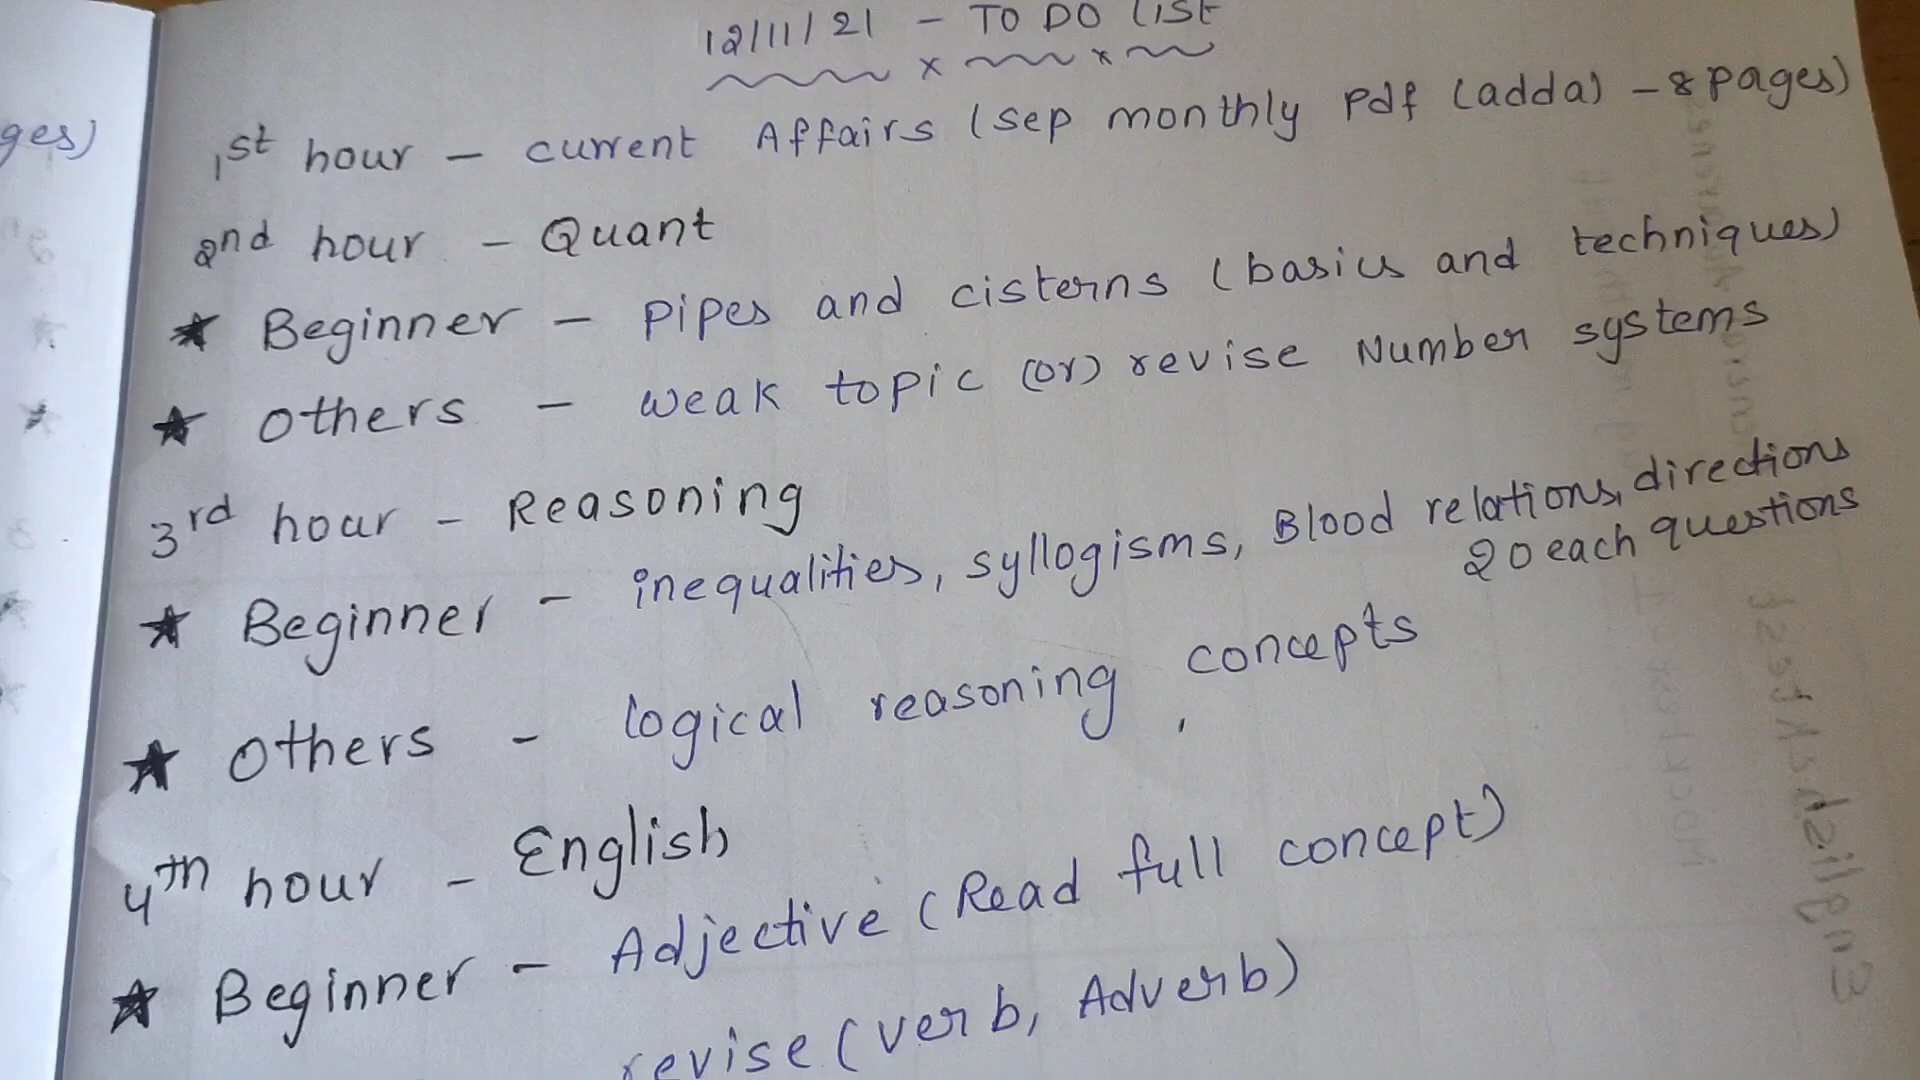 12/11/21 - TO DO LIST
ges)
1st hour - current Affairs (sep monthly pdf (adda) - 8 pages)
2nd hour - Quant
★ Beginner - pipes and cisterns (basics and techniques)
★ others - weak topic (or) revise Number systems
3rd hour - Reasoning
★ Beginner - inequalities, syllogisms, Blood relations, directions
20 each questions
★ others - logical reasoning, concepts
4th hour - English
★ Beginner - Adjective (Read full concept)
revise (verb, Adverb)